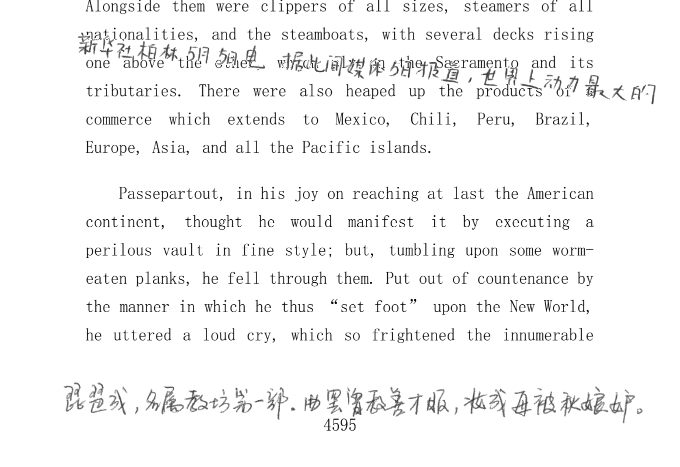 Alongside them were clippers of all sizes, steamers of all
nationalities, and the steamboats, with several decks rising
新华社柏林5月5日电 据此间媒体5日报道，世界上动力最大的
one above the other, which ply on the Sacramento and its
tributaries. There were also heaped up the products of a
commerce which extends to Mexico, Chili, Peru, Brazil,
Europe, Asia, and all the Pacific islands.
Passepartout, in his joy on reaching at last the American
continent, thought he would manifest it by executing a
perilous vault in fine style; but, tumbling upon some worm-
eaten planks, he fell through them. Put out of countenance by
the manner in which he thus “set foot” upon the New World,
he uttered a loud cry, which so frightened the innumerable
琵琶成，名属教坊第一部．曲罢曾教善才服，妆成再被秋娘妒。
4595